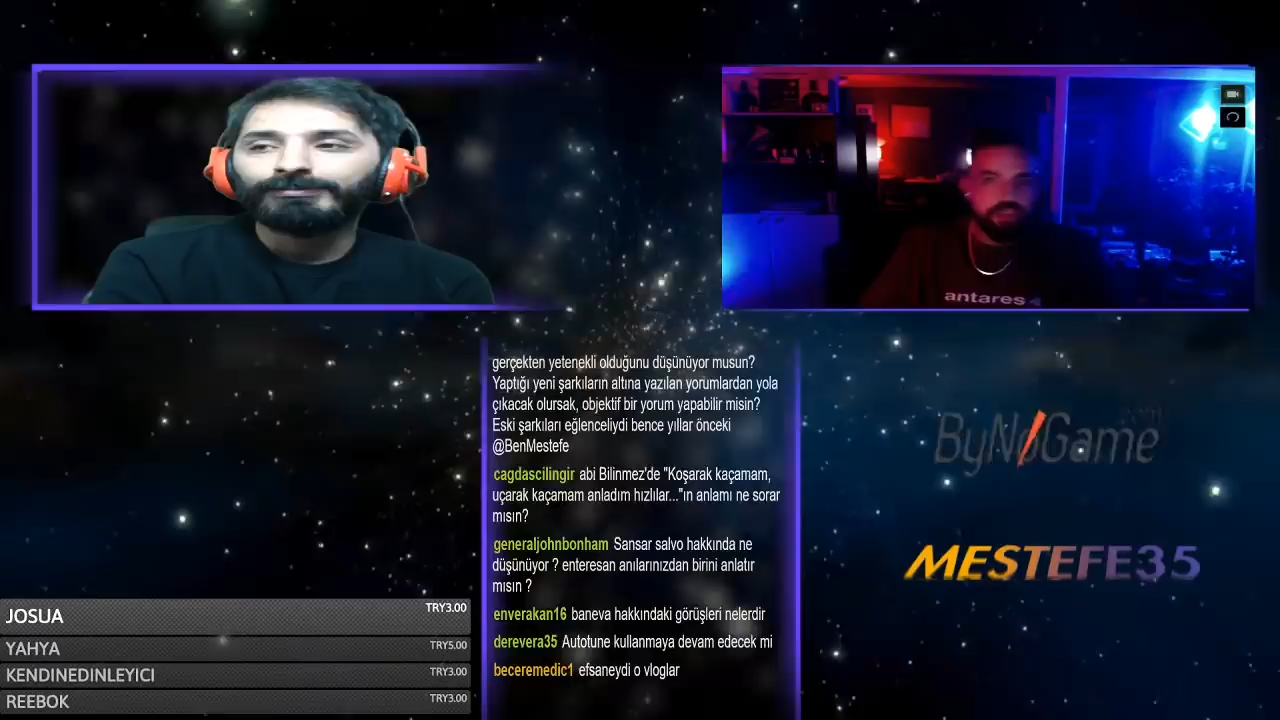 antares
gerçekten yetenekli olduğunu düşünüyor musun?
Yaptığı yeni şarkıların altına yazılan yorumlardan yola
çıkacak olursak, objektif bir yorum yapabilir misin?
Eski şarkıları eğlenceliydi bence yıllar önceki
@BenMestefe
cagdascilingir abi Bilinmez'de "Koşarak kaçamam,
uçarak kaçamam anladım hızlılar..."ın anlamı ne sorar
mısın?
generaljohnbonham Sansar salvo hakkında ne
düşünüyor ? enteresan anılarınızdan birini anlatır
mısın ?
enverakan16 baneva hakkındaki görüşleri nelerdir
derevera35 Autotune kullanmaya devam edecek mi
beceremedic1 efsaneydi o vloglar
ByNoGame
MESTEFE35
JOSUA TRY3.00
YAHYA TRY5.00
KENDINEDINLEYICI TRY3.00
REEBOK TRY3.00